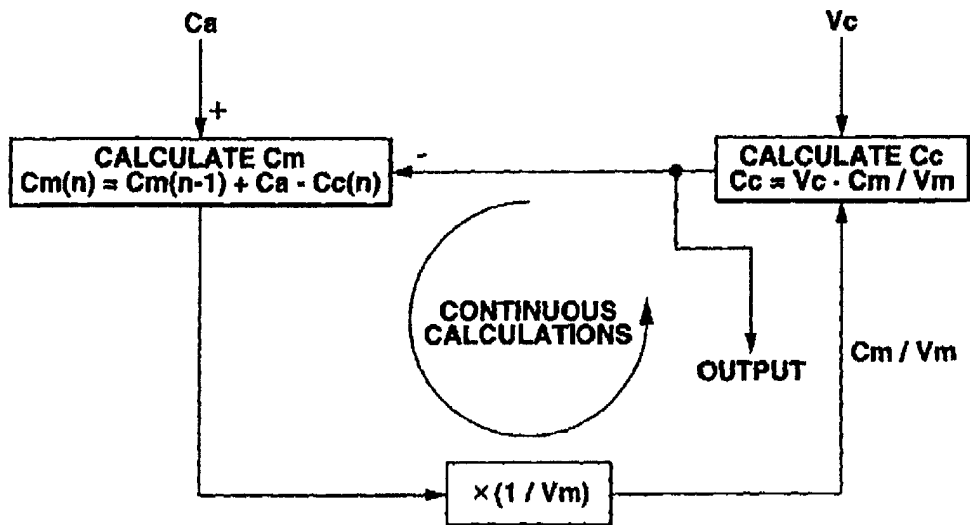 Ca
Vc
+
CALCULATE Cm
Cm(n) = Cm(n-1) + Ca - Cc(n)
-
CALCULATE Cc
Cc = Vc · Cm / Vm
CONTINUOUS
CALCULATIONS
OUTPUT
Cm / Vm
×(1 / Vm)